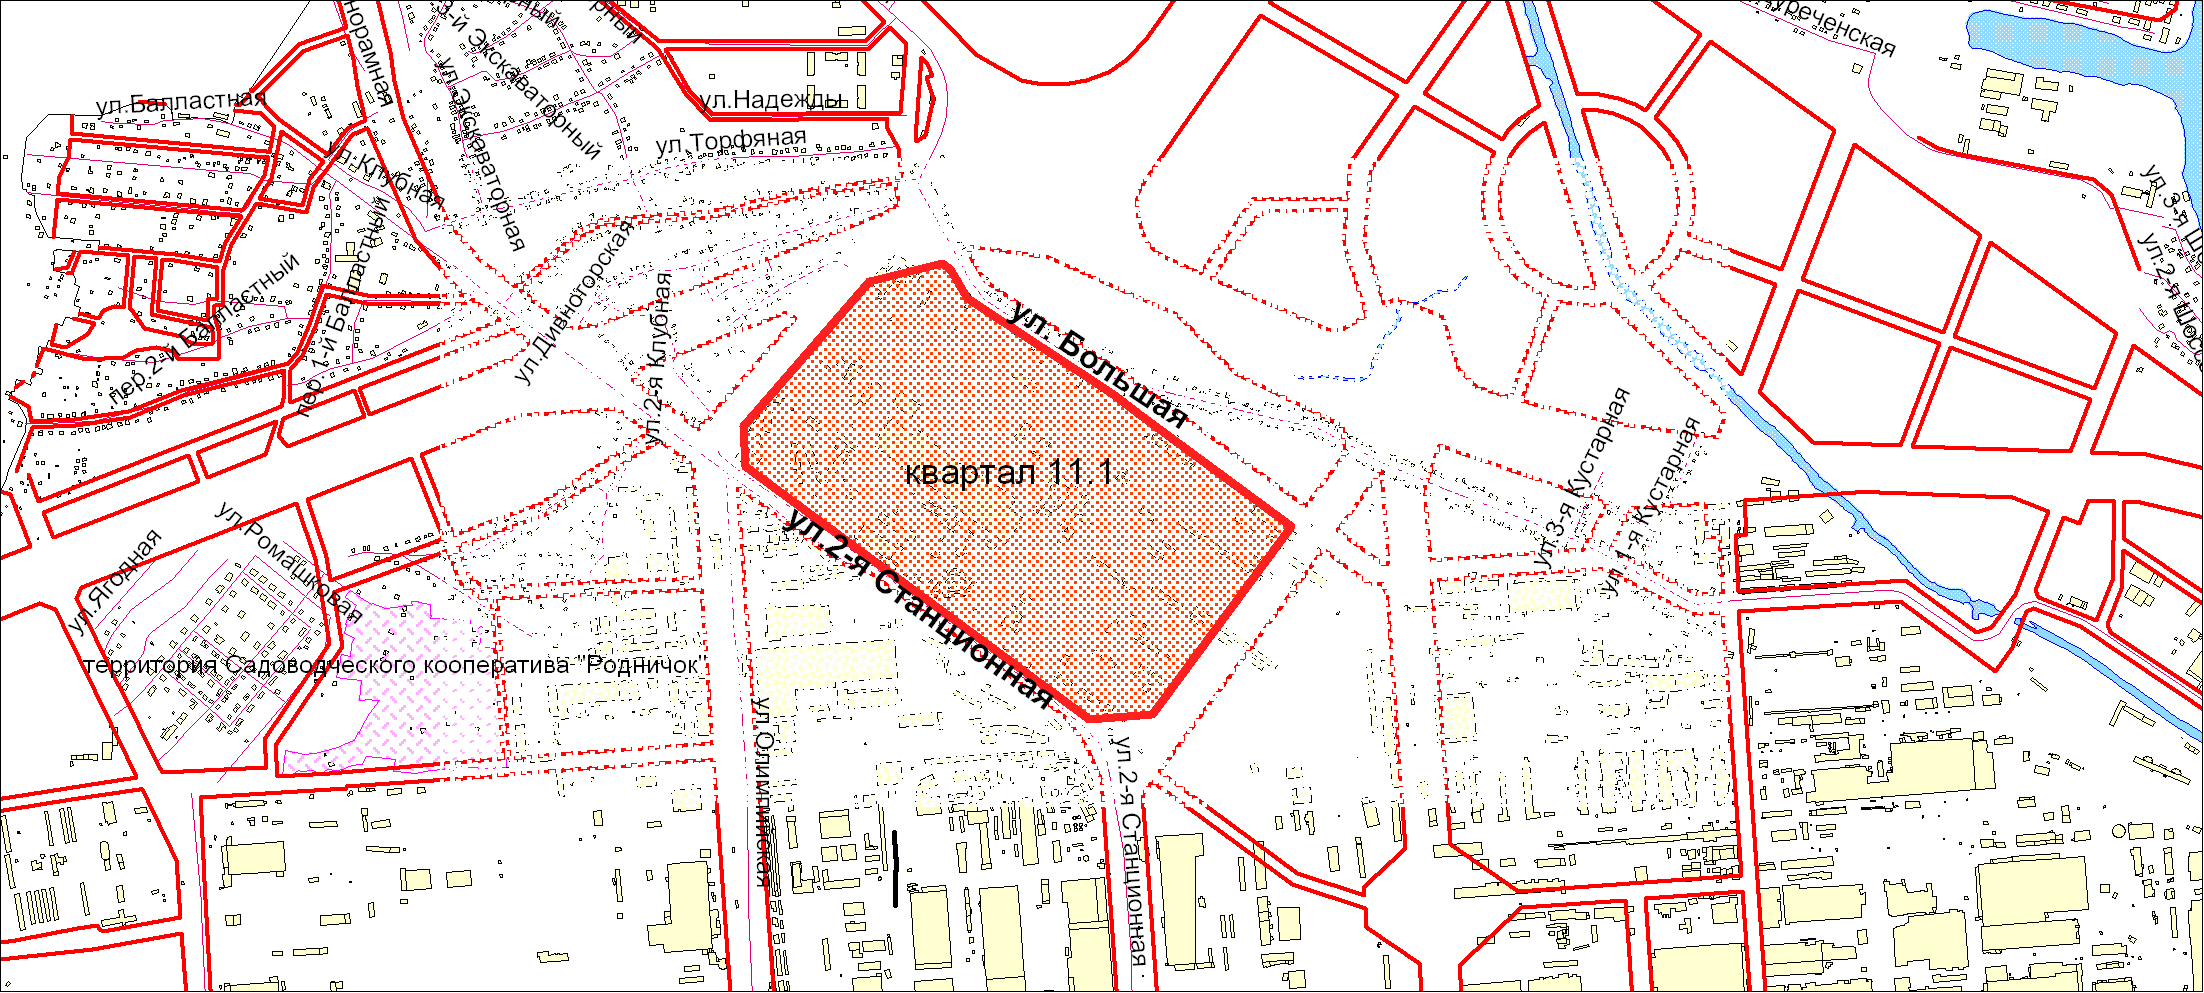 ул.Балластная
3-й Экскаваторный
ул. Экскаваторная
ул.Надежды
ул.Торфяная
ул.Клубная
пер. 1-й Балластный
пер.2-й Балластный
ул.Дивногорская
ул.2-я Клубная
ул. Большая
квартал 11.1
ул.2-я Станционная
ул.3-я Кустарная
ул. 1-я Кустарная
ул.Ягодная
ул.Ромашковая
территория Садоводческого кооператива "Родничок"
ул.Олимпийская
ул.2-я Станционная